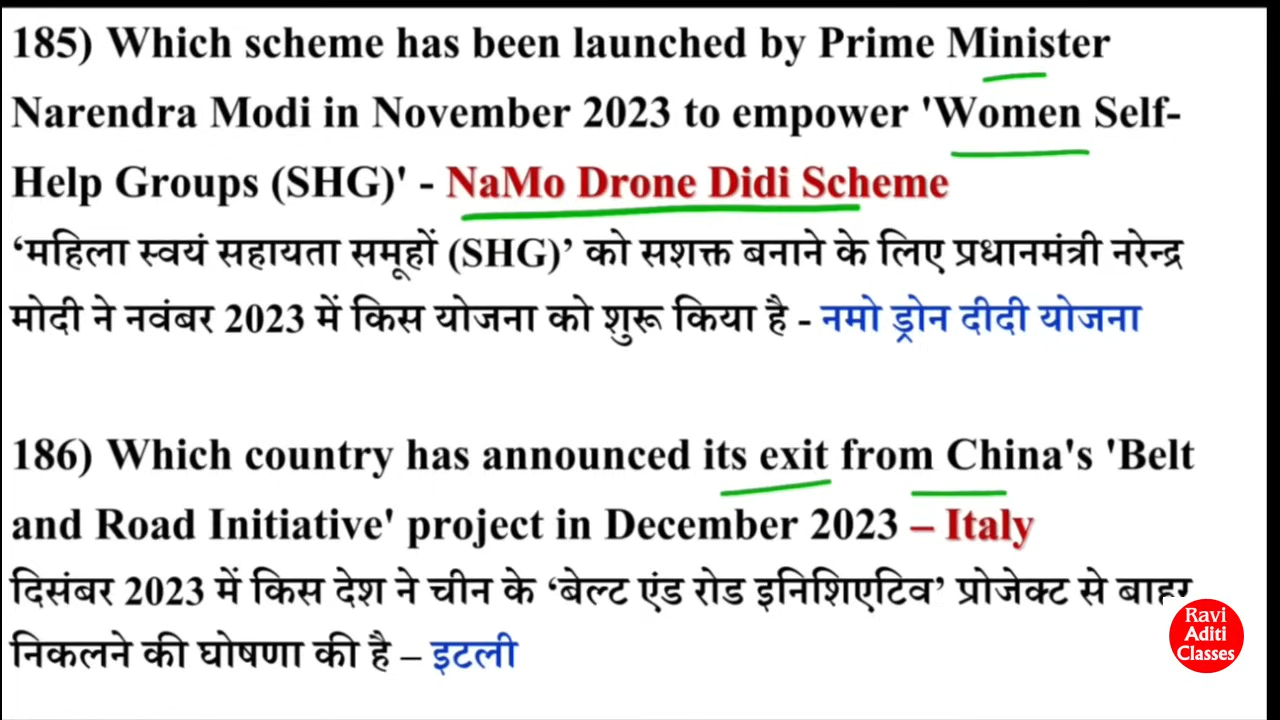 185) Which scheme has been launched by Prime Minister
Narendra Modi in November 2023 to empower 'Women Self-
Help Groups (SHG)' - NaMo Drone Didi Scheme
‘महिला स्वयं सहायता समूहों (SHG)’ को सशक्त बनाने के लिए प्रधानमंत्री नरेन्द्र
मोदी ने नवंबर 2023 में किस योजना को शुरू किया है - नमो ड्रोन दीदी योजना
186) Which country has announced its exit from China's 'Belt
and Road Initiative' project in December 2023 – Italy
दिसंबर 2023 में किस देश ने चीन के ‘बेल्ट एंड रोड इनिशिएटिव’ प्रोजेक्ट से बाहर
निकलने की घोषणा की है – इटली
Ravi
Aditi
Classes